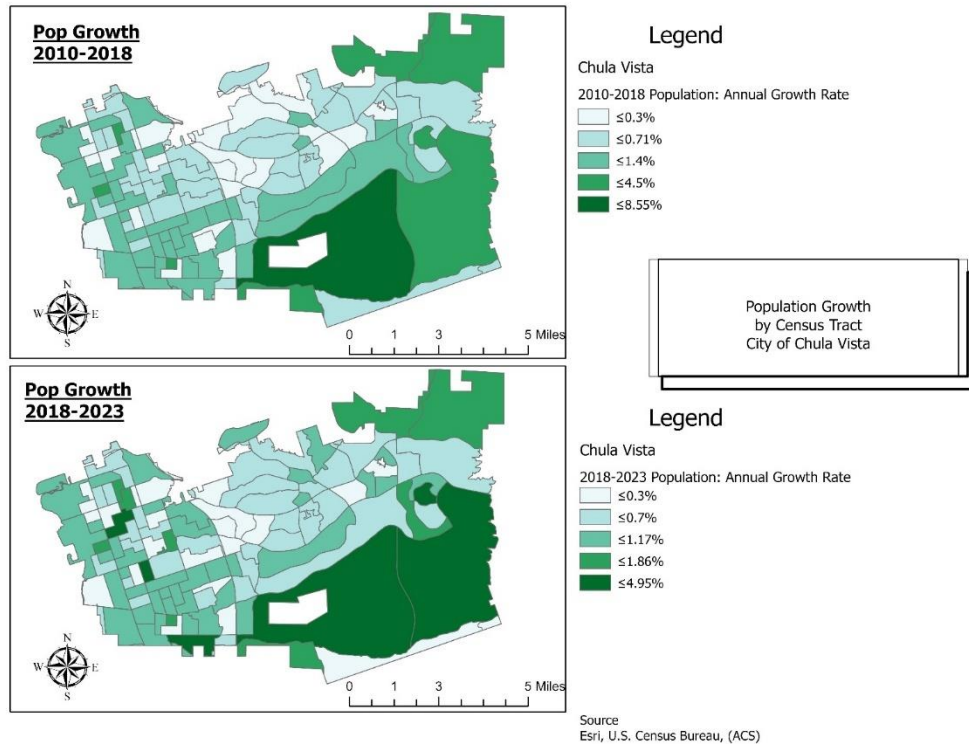 Pop Growth
2010-2018
N
W E
S
0 1 3 5 Miles
Legend
Chula Vista
2010-2018 Population: Annual Growth Rate
≤0.3%
≤0.71%
≤1.4%
≤4.5%
≤8.55%
Population Growth
by Census Tract
City of Chula Vista
Pop Growth
2018-2023
N
W E
S
0 1 3 5 Miles
Legend
Chula Vista
2018-2023 Population: Annual Growth Rate
≤0.3%
≤0.7%
≤1.17%
≤1.86%
≤4.95%
Source
Esri, U.S. Census Bureau, (ACS)